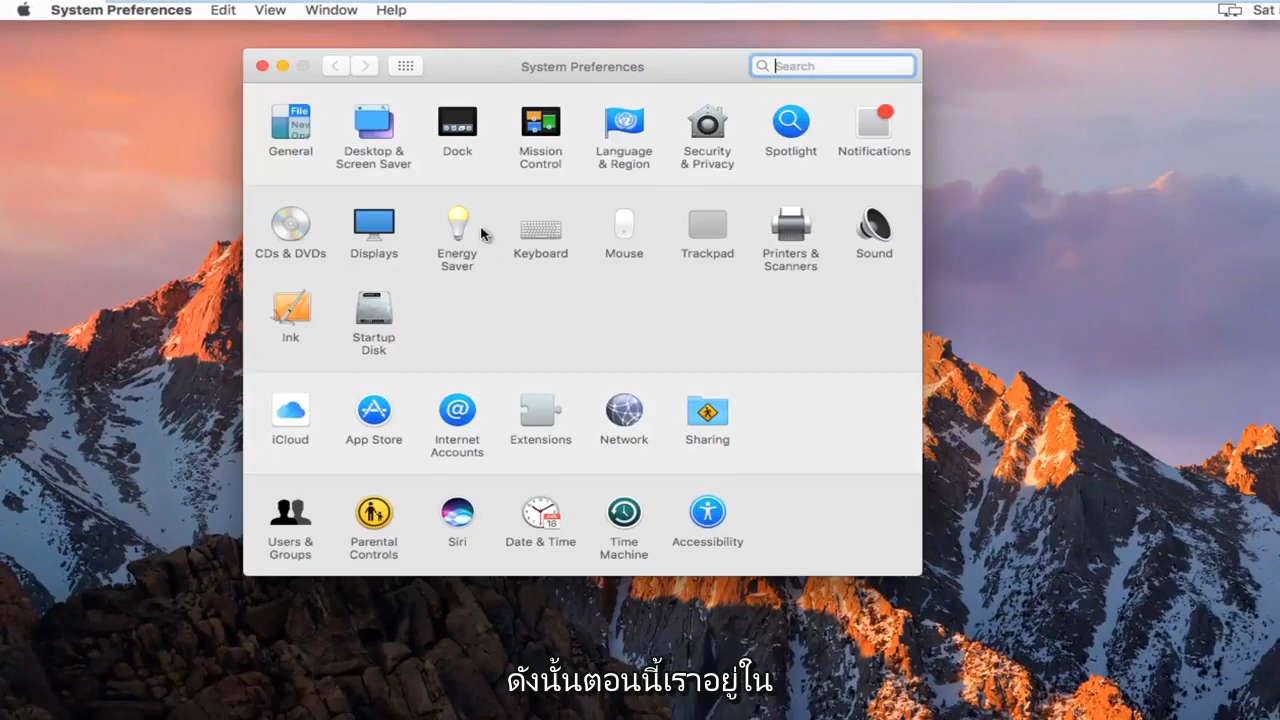 System Preferences Edit View Window Help Sat
System Preferences Search
General Desktop & Screen Saver Dock Mission Control Language & Region Security & Privacy Spotlight Notifications
CDs & DVDs Displays Energy Saver Keyboard Mouse Trackpad Printers & Scanners Sound
Ink Startup Disk
iCloud App Store Internet Accounts Extensions Network Sharing
Users & Groups Parental Controls Siri Date & Time Time Machine Accessibility
ดังนั้นตอนนี้เราอยู่ใน